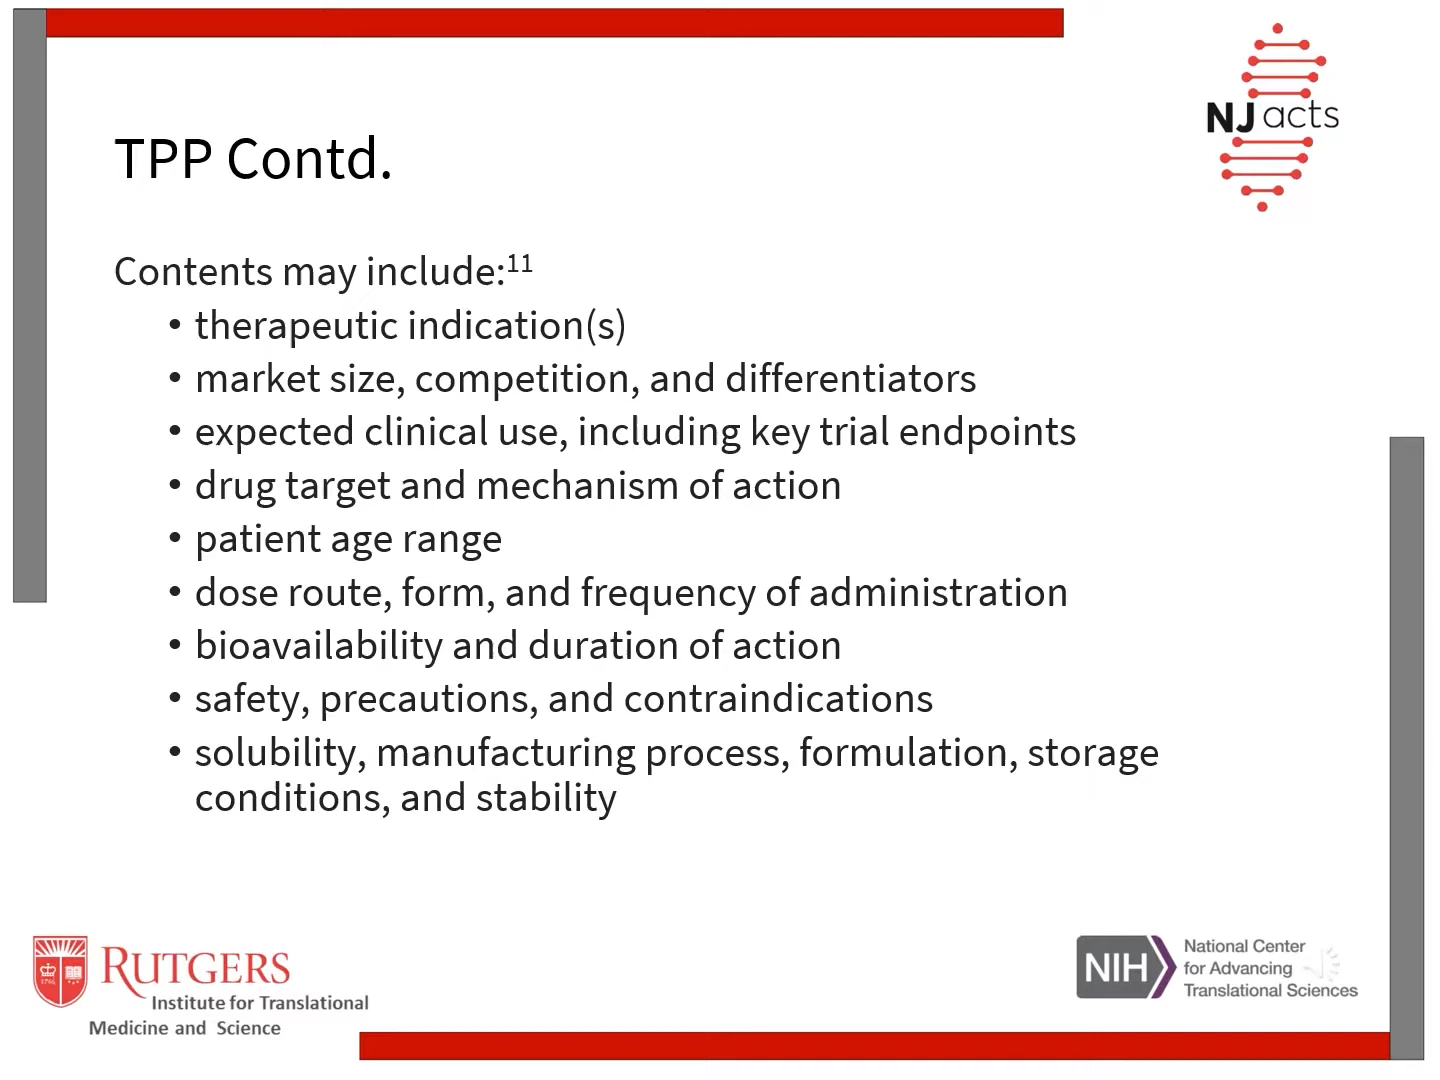 NJ acts
TPP Contd.
Contents may include:¹¹
• therapeutic indication(s)
• market size, competition, and differentiators
• expected clinical use, including key trial endpoints
• drug target and mechanism of action
• patient age range
• dose route, form, and frequency of administration
• bioavailability and duration of action
• safety, precautions, and contraindications
• solubility, manufacturing process, formulation, storage
conditions, and stability
1766
RUTGERS
Institute for Translational
Medicine and Science
NIH
National Center
for Advancing
Translational Sciences